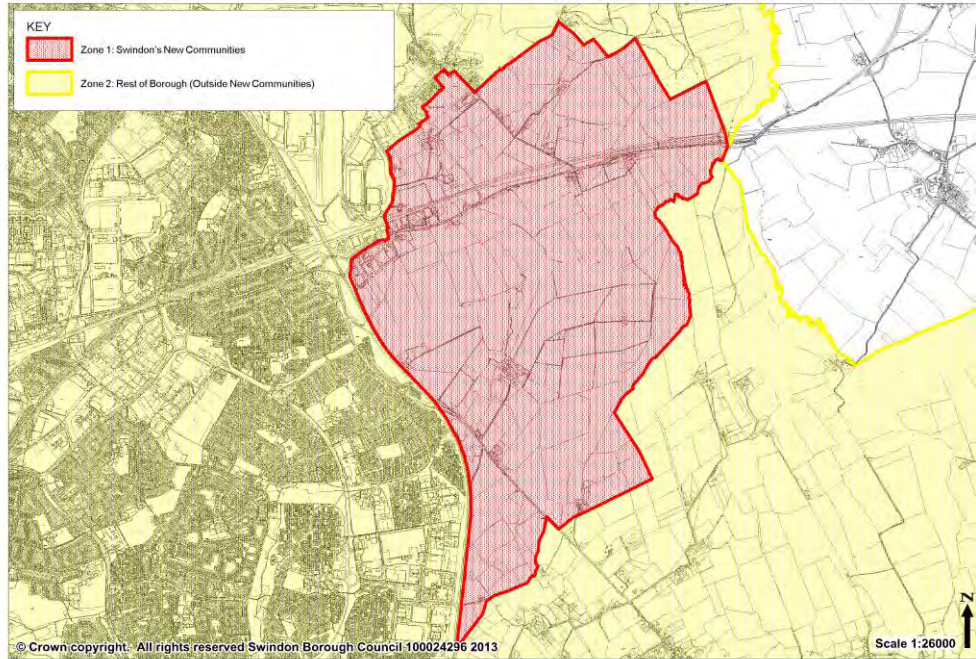 KEY
Zone 1: Swindon's New Communities
Zone 2: Rest of Borough (Outside New Communities)
© Crown copyright. All rights reserved Swindon Borough Council 100024296 2013
Scale 1:26000
N